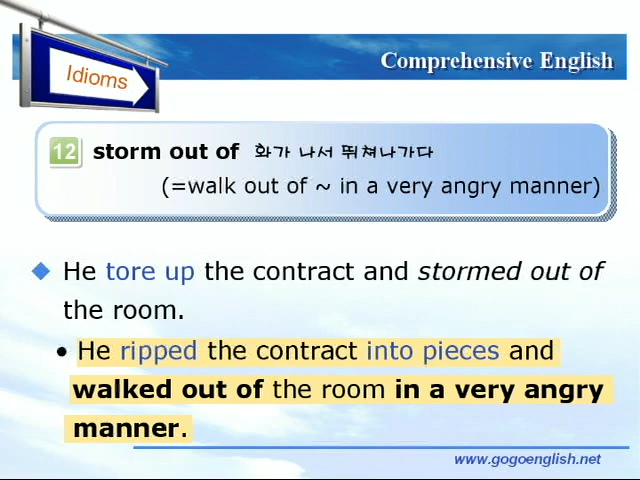 Idioms
Comprehensive English
12 storm out of 화가 나서 뛰쳐나가다
(=walk out of ~ in a very angry manner)
◆ He tore up the contract and stormed out of
the room.
• He ripped the contract into pieces and
walked out of the room in a very angry
manner.
www.gogoenglish.net